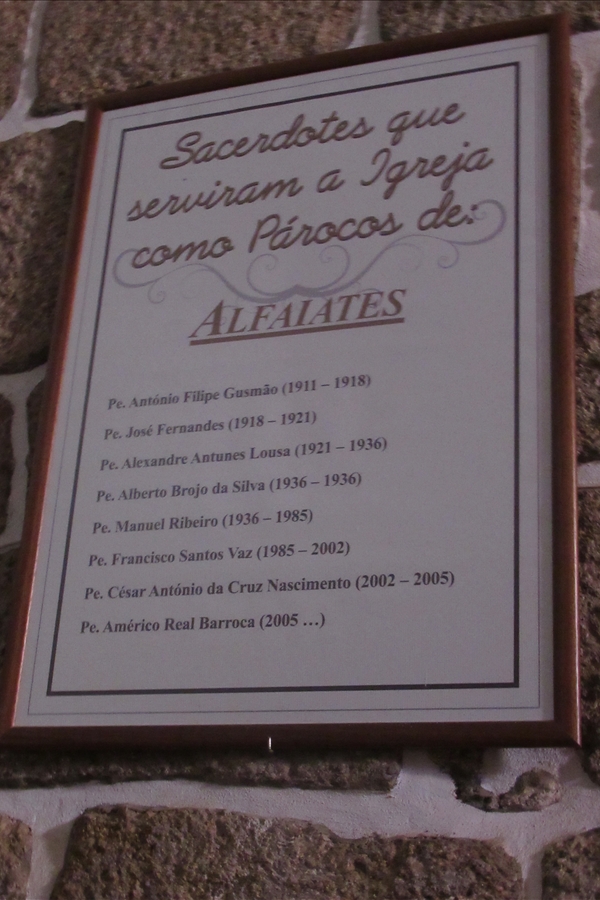 Sacerdotes que
serviram a Igreja
como Párocos de:
ALFAIATES
Pe. António Filipe Gusmão (1911 – 1918)
Pe. José Fernandes (1918 – 1921)
Pe. Alexandre Antunes Lousa (1921 – 1936)
Pe. Alberto Brojo da Silva (1936 – 1936)
Pe. Manuel Ribeiro (1936 – 1985)
Pe. Francisco Santos Vaz (1985 – 2002)
Pe. César António da Cruz Nascimento (2002 – 2005)
Pe. Américo Real Barroca (2005 ...)